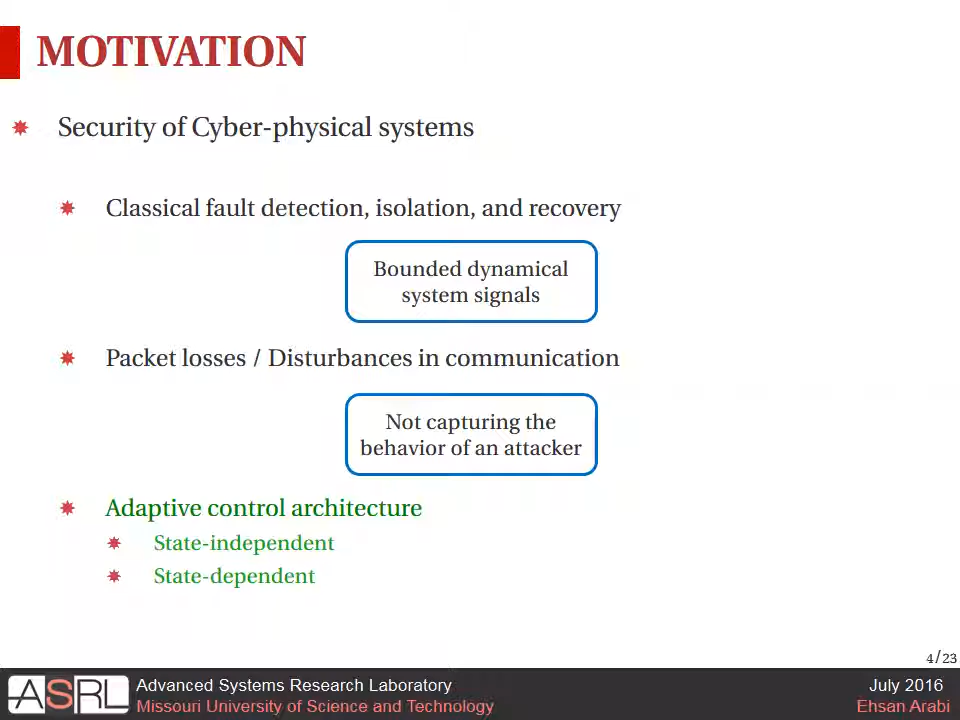 MOTIVATION
Security of Cyber-physical systems
Classical fault detection, isolation, and recovery
Bounded dynamical
system signals
Packet losses / Disturbances in communication
Not capturing the
behavior of an attacker
Adaptive control architecture
State-independent
State-dependent
4/23
ASRL
Advanced Systems Research Laboratory
Missouri University of Science and Technology
July 2016
Ehsan Arabi